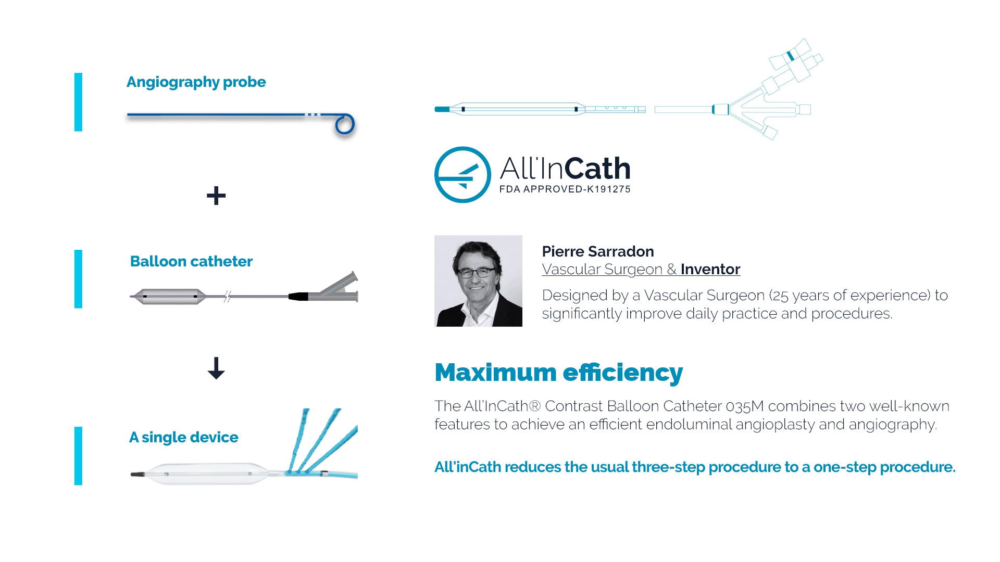 Angiography probe
+
Balloon catheter
A single device
All'InCath
FDA APPROVED-K191275
Pierre Sarradon
Vascular Surgeon & Inventor
Designed by a Vascular Surgeon (25 years of experience) to
significantly improve daily practice and procedures.
Maximum efficiency
The All'InCath® Contrast Balloon Catheter 035M combines two well-known
features to achieve an efficient endoluminal angioplasty and angiography.
All'inCath reduces the usual three-step procedure to a one-step procedure.